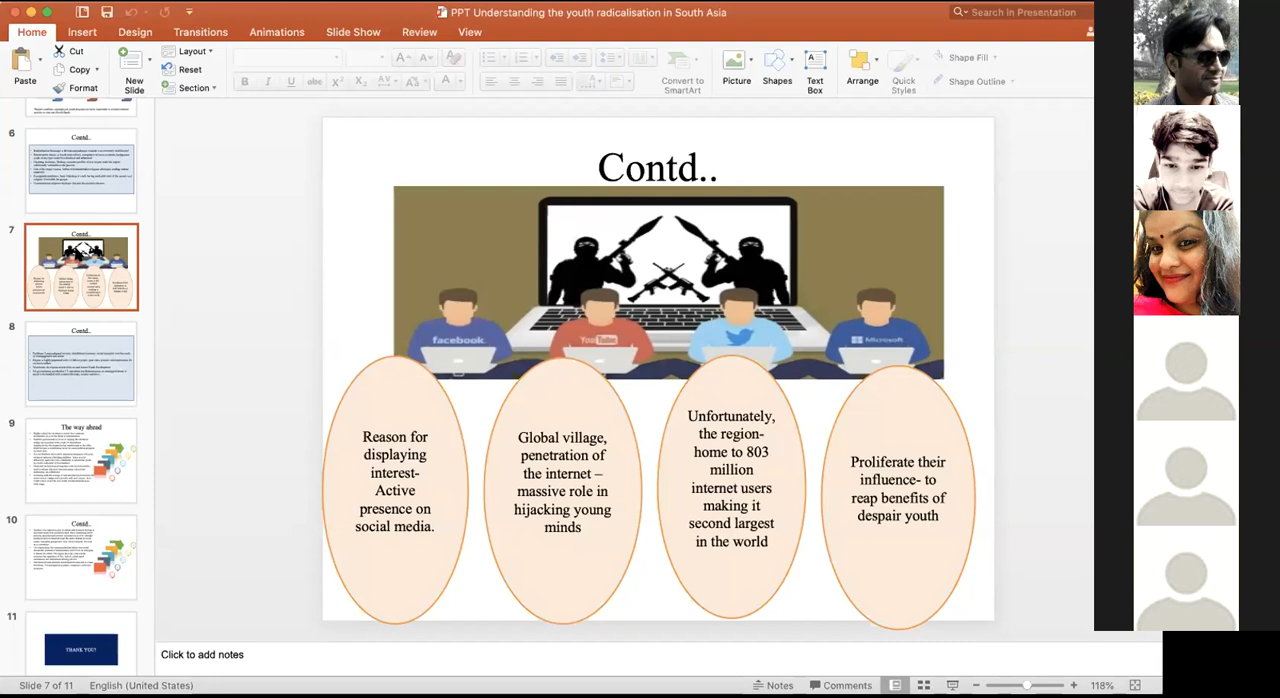 PPT Understanding the youth radicalisation in South Asia
Search in Presentation
Home Insert Design Transitions Animations Slide Show Review View
Paste
Cut
Copy
Format
New
Slide
Layout
Reset
Section
Convert to
SmartArt
Picture
Shapes
Text
Box
Arrange
Quick
Styles
Shape Fill
Shape Outline
6
Contd..
7
Contd..
8
Contd..
9
The way ahead
10
Contd..
11
THANK YOU!
Contd..
facebook.
YouTube
Microsoft
Reason for
displaying
interest-
Active
presence on
social media.
Global village,
penetration of
the internet –
massive role in
hijacking young
minds
Unfortunately,
the region-
home to 803
million
internet users
making it
second largest
in the world
Proliferate their
influence- to
reap benefits of
despair youth
Click to add notes
Slide 7 of 11 English (United States)
Notes Comments 118%